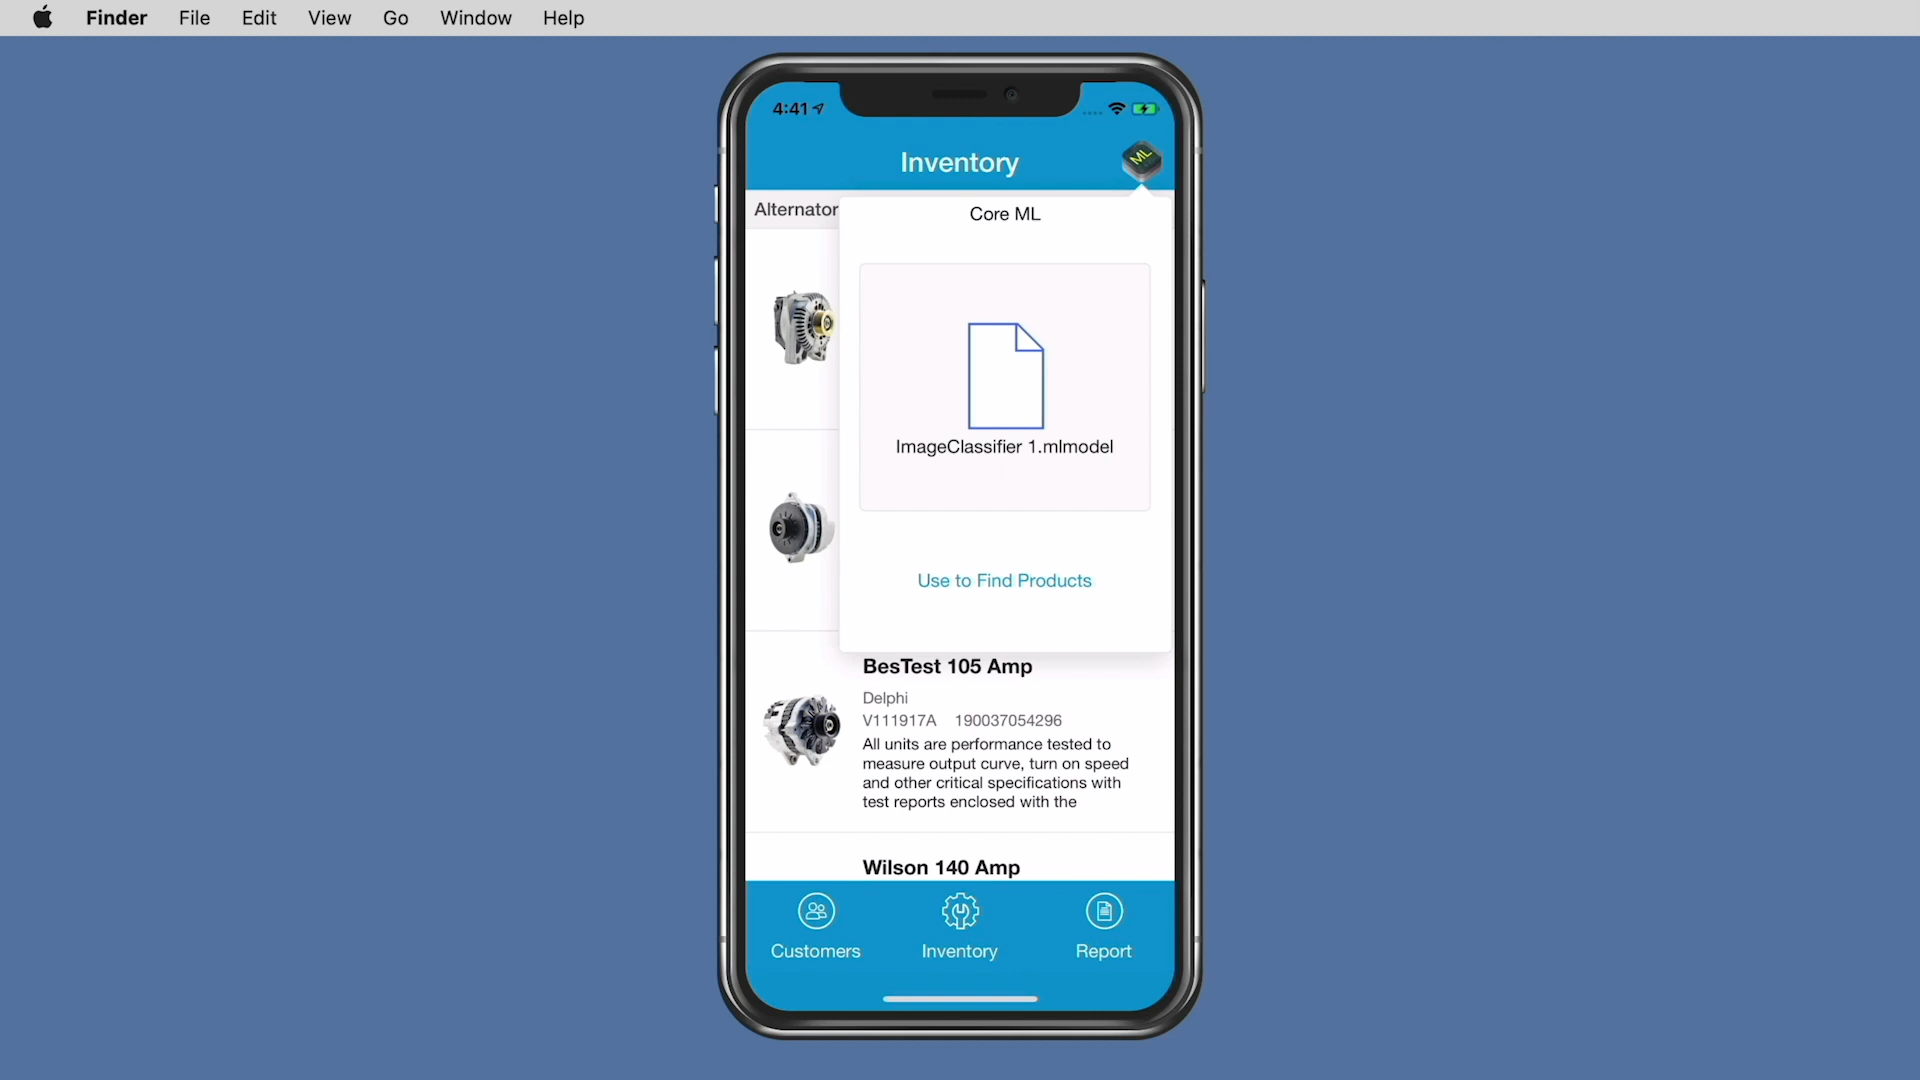 Finder File Edit View Go Window Help
4:41
Inventory
ML
Alternator
Core ML
ImageClassifier 1.mlmodel
Use to Find Products
BesTest 105 Amp
Delphi
V111917A 190037054296
All units are performance tested to
measure output curve, turn on speed
and other critical specifications with
test reports enclosed with the
Wilson 140 Amp
Customers Inventory Report